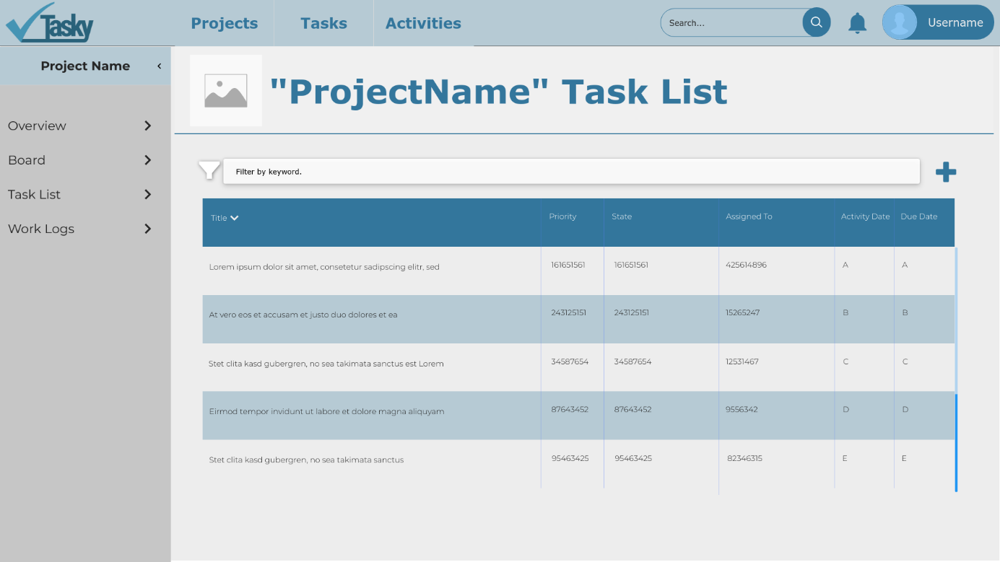 Tasky
Projects Tasks Activities Search... Username
Project Name
Overview
Board
Task List
Work Logs
"ProjectName" Task List
Filter by keyword.
Title Priority State Assigned To Activity Date Due Date
Lorem ipsum dolor sit amet, consetetur sadipscing elitr, sed 161651561 161651561 425614896 A A
At vero eos et accusam et justo duo dolores et ea 243125151 243125151 15265247 B B
Stet clita kasd gubergren, no sea takimata sanctus est Lorem 34587654 34587654 12531467 C C
Eirmod tempor invidunt ut labore et dolore magna aliquyam 87643452 87643452 9556342 D D
Stet clita kasd gubergren, no sea takimata sanctus 95463425 95463425 82346315 E E